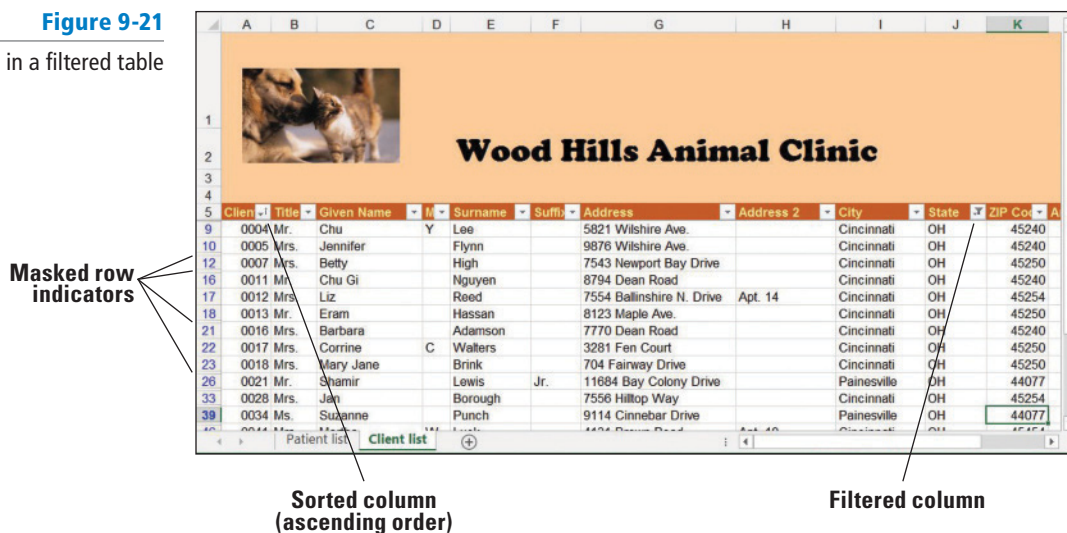 Figure 9-21
in a filtered table
A B C D E F G H I J K
1
2 Wood Hills Animal Clinic
3
4
5 Clien Title Given Name M Surname Suffix Address Address 2 City State ZIP Cod A
9 0004 Mr. Chu Y Lee 5821 Wilshire Ave. Cincinnati OH 45240
10 0005 Mrs. Jennifer Flynn 9876 Wilshire Ave. Cincinnati OH 45240
12 0007 Mrs. Betty High 7543 Newport Bay Drive Cincinnati OH 45250
16 0011 Mr. Chu Gi Nguyen 8794 Dean Road Cincinnati OH 45240
17 0012 Mrs. Liz Reed 7554 Ballinshire N. Drive Apt. 14 Cincinnati OH 45254
18 0013 Mr. Eram Hassan 8123 Maple Ave. Cincinnati OH 45250
21 0016 Mrs. Barbara Adamson 7770 Dean Road Cincinnati OH 45240
22 0017 Mrs. Corrine C Walters 3281 Fen Court Cincinnati OH 45250
23 0018 Mrs. Mary Jane Brink 704 Fairway Drive Cincinnati OH 45250
26 0021 Mr. Shamir Lewis Jr. 11684 Bay Colony Drive Painesville OH 44077
33 0028 Mrs. Jan Borough 7556 Hilltop Way Cincinnati OH 45254
39 0034 Ms. Suzanne Punch 9114 Cinnebar Drive Painesville OH 44077
Patient list Client list
Masked row
indicators
Sorted column
(ascending order)
Filtered column